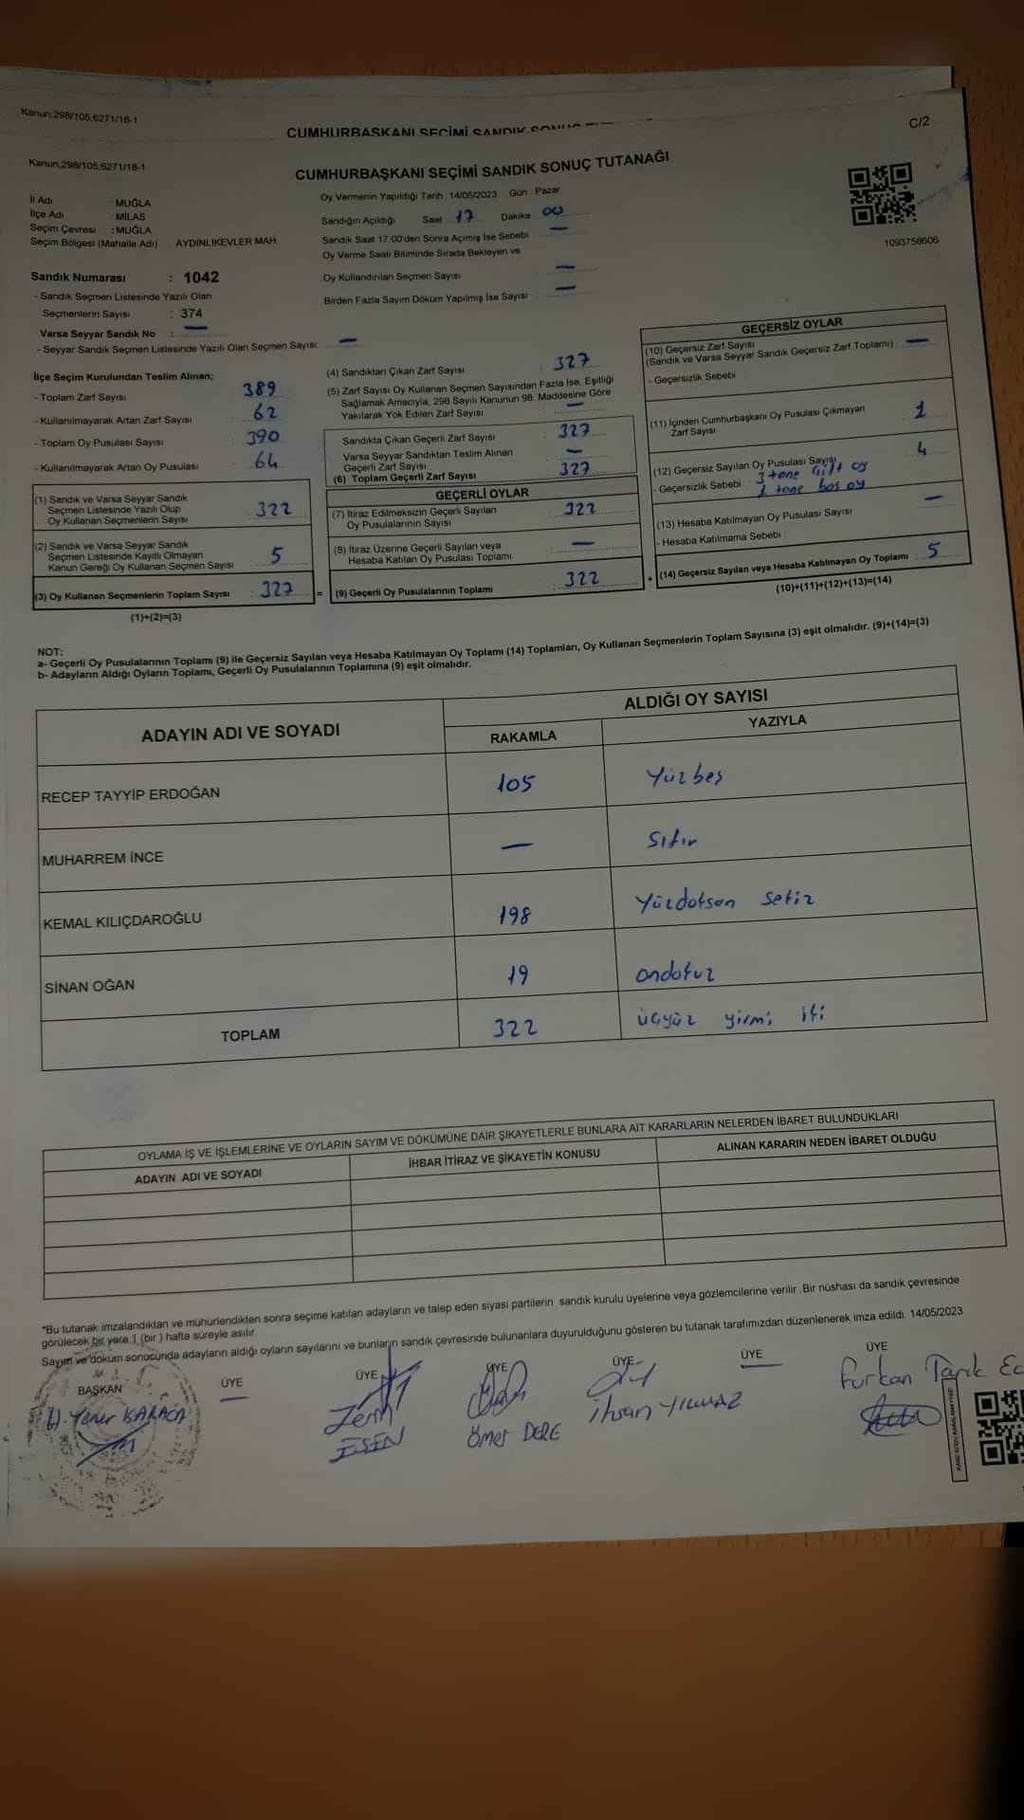 Kanun:298/105,6271/18-1
CUMHURBAŞKANI SEÇİMİ SANDIK
C/2
Kanun:298/105,6271/18-1
CUMHURBAŞKANI SEÇİMİ SANDIK SONUÇ TUTANAĞI
İl Adı MUĞLA
İlçe Adı MİLAS
Seçim Çevresi : MUĞLA
Seçim Bölgesi (Mahalle Adı) AYDINLIKEVLER MAH.
Oy Vermenin Yapıldığı Tarih 14/05/2023 Gün : Pazar
Sandığın Açıldığı Saat 17 Dakika 00
Sandık Saat 17:00'den Sonra Açılmış İse Sebebi —
Oy Verme Saati Bitiminde Sırada Bekleyen ve
Oy Kullandırılan Seçmen Sayısı —
Birden Fazla Sayım Döküm Yapılmış İse Sayısı —
1093758606
Sandık Numarası : 1042
- Sandık Seçmen Listesinde Yazılı Olan
Seçmenlerin Sayısı : 374
Varsa Seyyar Sandık No : —
- Seyyar Sandık Seçmen Listesinde Yazılı Olan Seçmen Sayısı: —
İlçe Seçim Kurulundan Teslim Alınan;
- Toplam Zarf Sayısı 389
- Kullanılmayarak Artan Zarf Sayısı 62
- Toplam Oy Pusulası Sayısı 390
- Kullanılmayarak Artan Oy Pusulası 64
(1) Sandık ve Varsa Seyyar Sandık
Seçmen Listesinde Yazılı Olup
Oy Kullanan Seçmenlerin Sayısı 322
(2) Sandık ve Varsa Seyyar Sandık
Seçmen Listesinde Kayıtlı Olmayan
Kanun Gereği Oy Kullanan Seçmen Sayısı 5
(3) Oy Kullanan Seçmenlerin Toplam Sayısı 327 =
(1)+(2)=(3)
(4) Sandıktan Çıkan Zarf Sayısı 327
(5) Zarf Sayısı Oy Kullanan Seçmen Sayısından Fazla İse, Eşitliği
Sağlamak Amacıyla, 298 Sayılı Kanunun 98. Maddesine Göre
Yakılarak Yok Edilen Zarf Sayısı —
Sandıkta Çıkan Geçerli Zarf Sayısı 327
Varsa Seyyar Sandıktan Teslim Alınan
Geçerli Zarf Sayısı —
(6) Toplam Geçerli Zarf Sayısı 327
GEÇERLİ OYLAR
(7) İtiraz Edilmeksizin Geçerli Sayılan
Oy Pusulalarının Sayısı 322
(8) İtiraz Üzerine Geçerli Sayılan veya
Hesaba Katılan Oy Pusulası Toplamı —
(9) Geçerli Oy Pusulalarının Toplamı 322 +
GEÇERSİZ OYLAR
(10) Geçersiz Zarf Sayısı —
(Sandık ve Varsa Seyyar Sandık Geçersiz Zarf Toplamı)
- Geçersizlik Sebebi
(11) İçinden Cumhurbaşkanı Oy Pusulası Çıkmayan
Zarf Sayısı 1
(12) Geçersiz Sayılan Oy Pusulası Sayısı 4
- Geçersizlik Sebebi 3 tane Çift oy
1 tane boş oy
(13) Hesaba Katılmayan Oy Pusulası Sayısı —
- Hesaba Katılmama Sebebi
(14) Geçersiz Sayılan veya Hesaba Katılmayan Oy Toplamı 5
(10)+(11)+(12)+(13)=(14)
NOT:
a- Geçerli Oy Pusulalarının Toplamı (9) ile Geçersiz Sayılan veya Hesaba Katılmayan Oy Toplamı (14) Toplamları, Oy Kullanan Seçmenlerin Toplam Sayısına (3) eşit olmalıdır. (9)+(14)=(3)
b- Adayların Aldığı Oyların Toplamı, Geçerli Oy Pusulalarının Toplamına (9) eşit olmalıdır.
ADAYIN ADI VE SOYADI
ALDIĞI OY SAYISI
RAKAMLA YAZIYLA
RECEP TAYYİP ERDOĞAN 105 Yüzbeş
MUHARREM İNCE — Sıfır
KEMAL KILIÇDAROĞLU 198 Yüzdoksan sekiz
SİNAN OĞAN 19 ondokuz
TOPLAM 322 üçyüz yirmi iki
OYLAMA İŞ VE İŞLEMLERİNE VE OYLARIN SAYIM VE DÖKÜMÜNE DAİR ŞİKAYETLERLE BUNLARA AİT KARARLARIN NELERDEN İBARET BULUNDUKLARI
ADAYIN ADI VE SOYADI İHBAR İTİRAZ VE ŞİKAYETİN KONUSU ALINAN KARARIN NEDEN İBARET OLDUĞU
*Bu tutanak imzalandıktan ve mühürlendikten sonra seçime katılan adayların ve talep eden siyasi partilerin sandık kurulu üyelerine veya gözlemcilerine verilir. Bir nüshası da sandık çevresinde
görülecek bir yere 1 (bir) hafta süreyle asılır.
Sayım ve döküm sonucunda adayların aldığı oyların sayılarını ve bunların sandık çevresinde bulunanlara duyurulduğunu gösteren bu tutanak tarafımızdan düzenlenerek imza edildi. 14/05/2023
BAŞKAN ÜYE ÜYE ÜYE ÜYE ÜYE ÜYE
H. Yener KARACA
ESEN
Ömer DERE
ihsan YILMAZ
Furkan Tarık